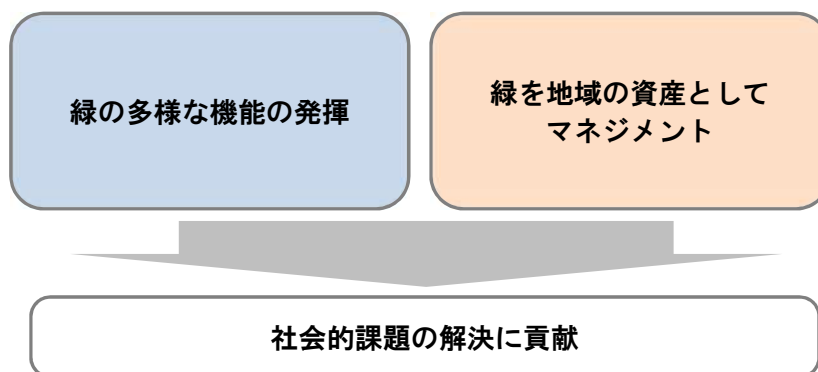 緑の多様な機能の発揮
緑を地域の資産として
マネジメント
社会的課題の解決に貢献